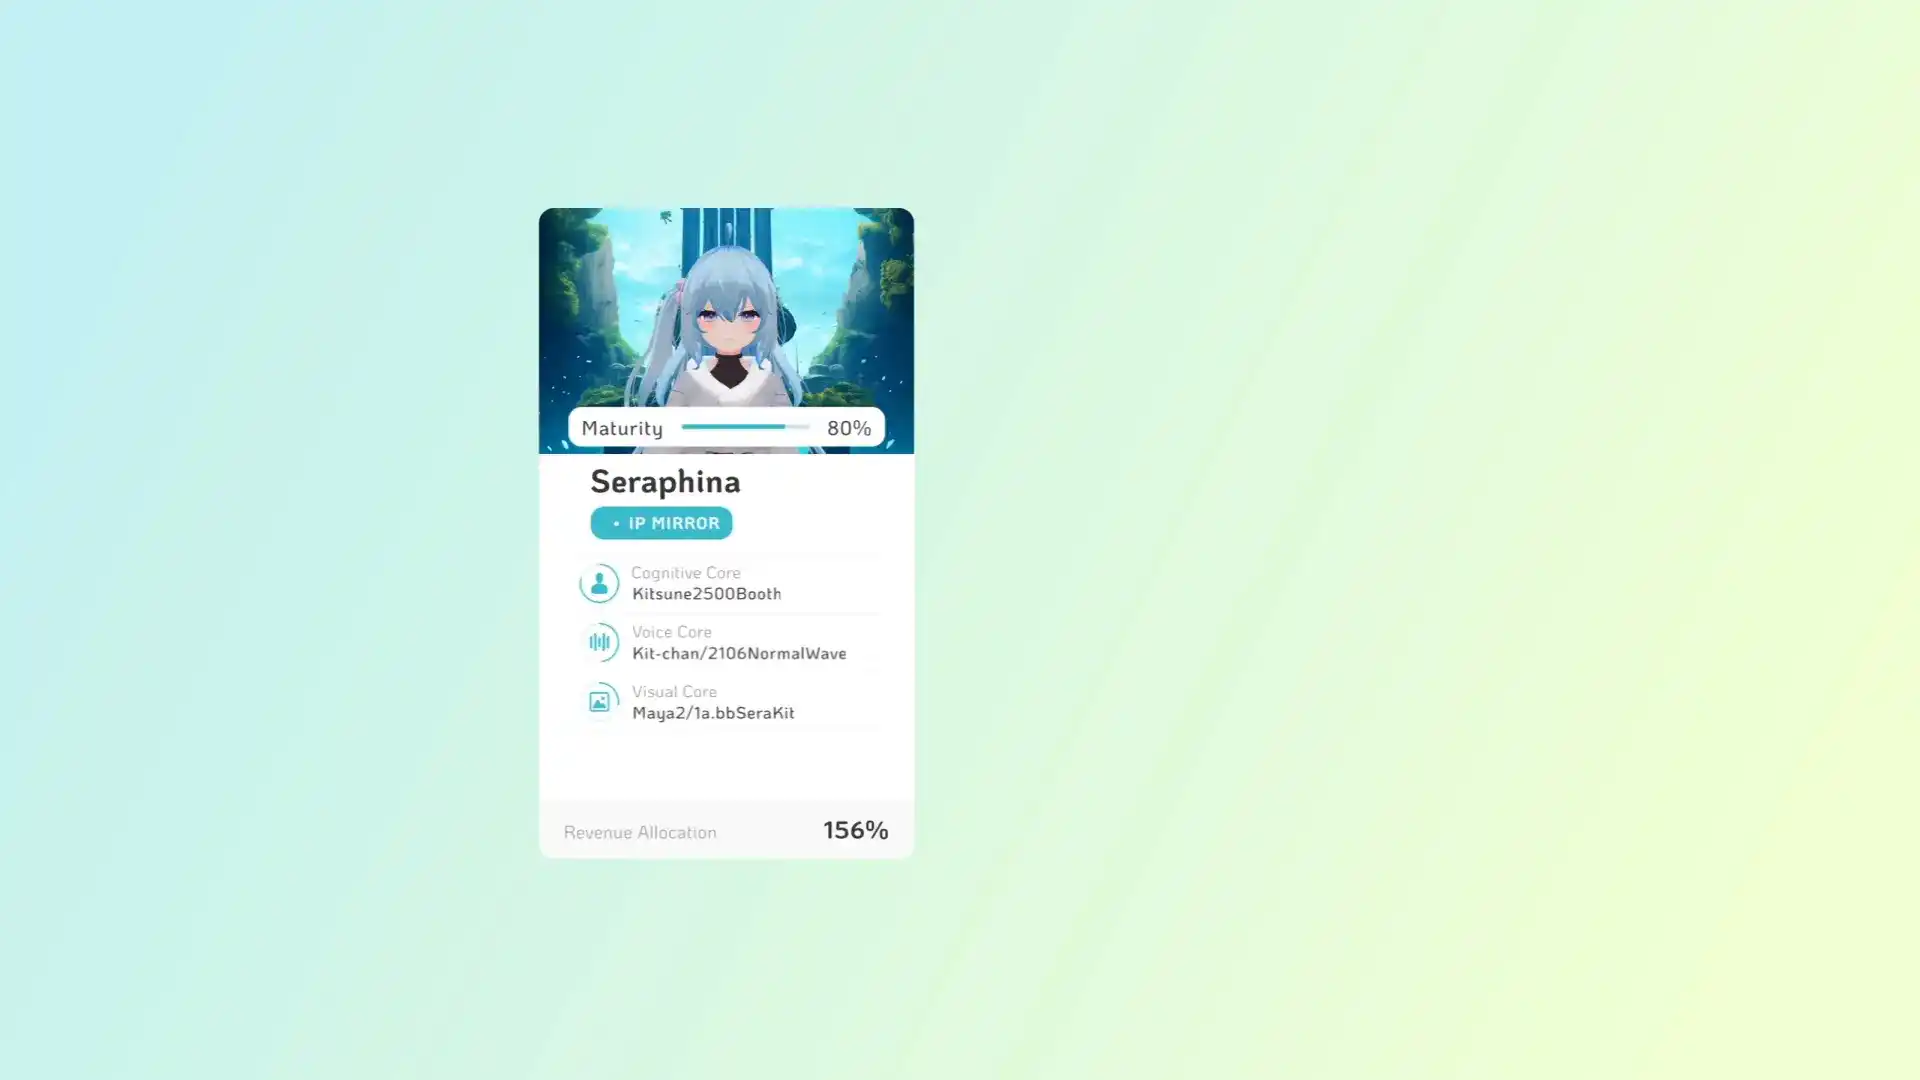 Maturity 80%
Seraphina
• IP MIRROR
Cognitive Core
Kitsune2500Booth
Voice Core
Kit-chan/2106NormalWave
Visual Core
Maya2/1a.bbSeraKit
Revenue Allocation 156%